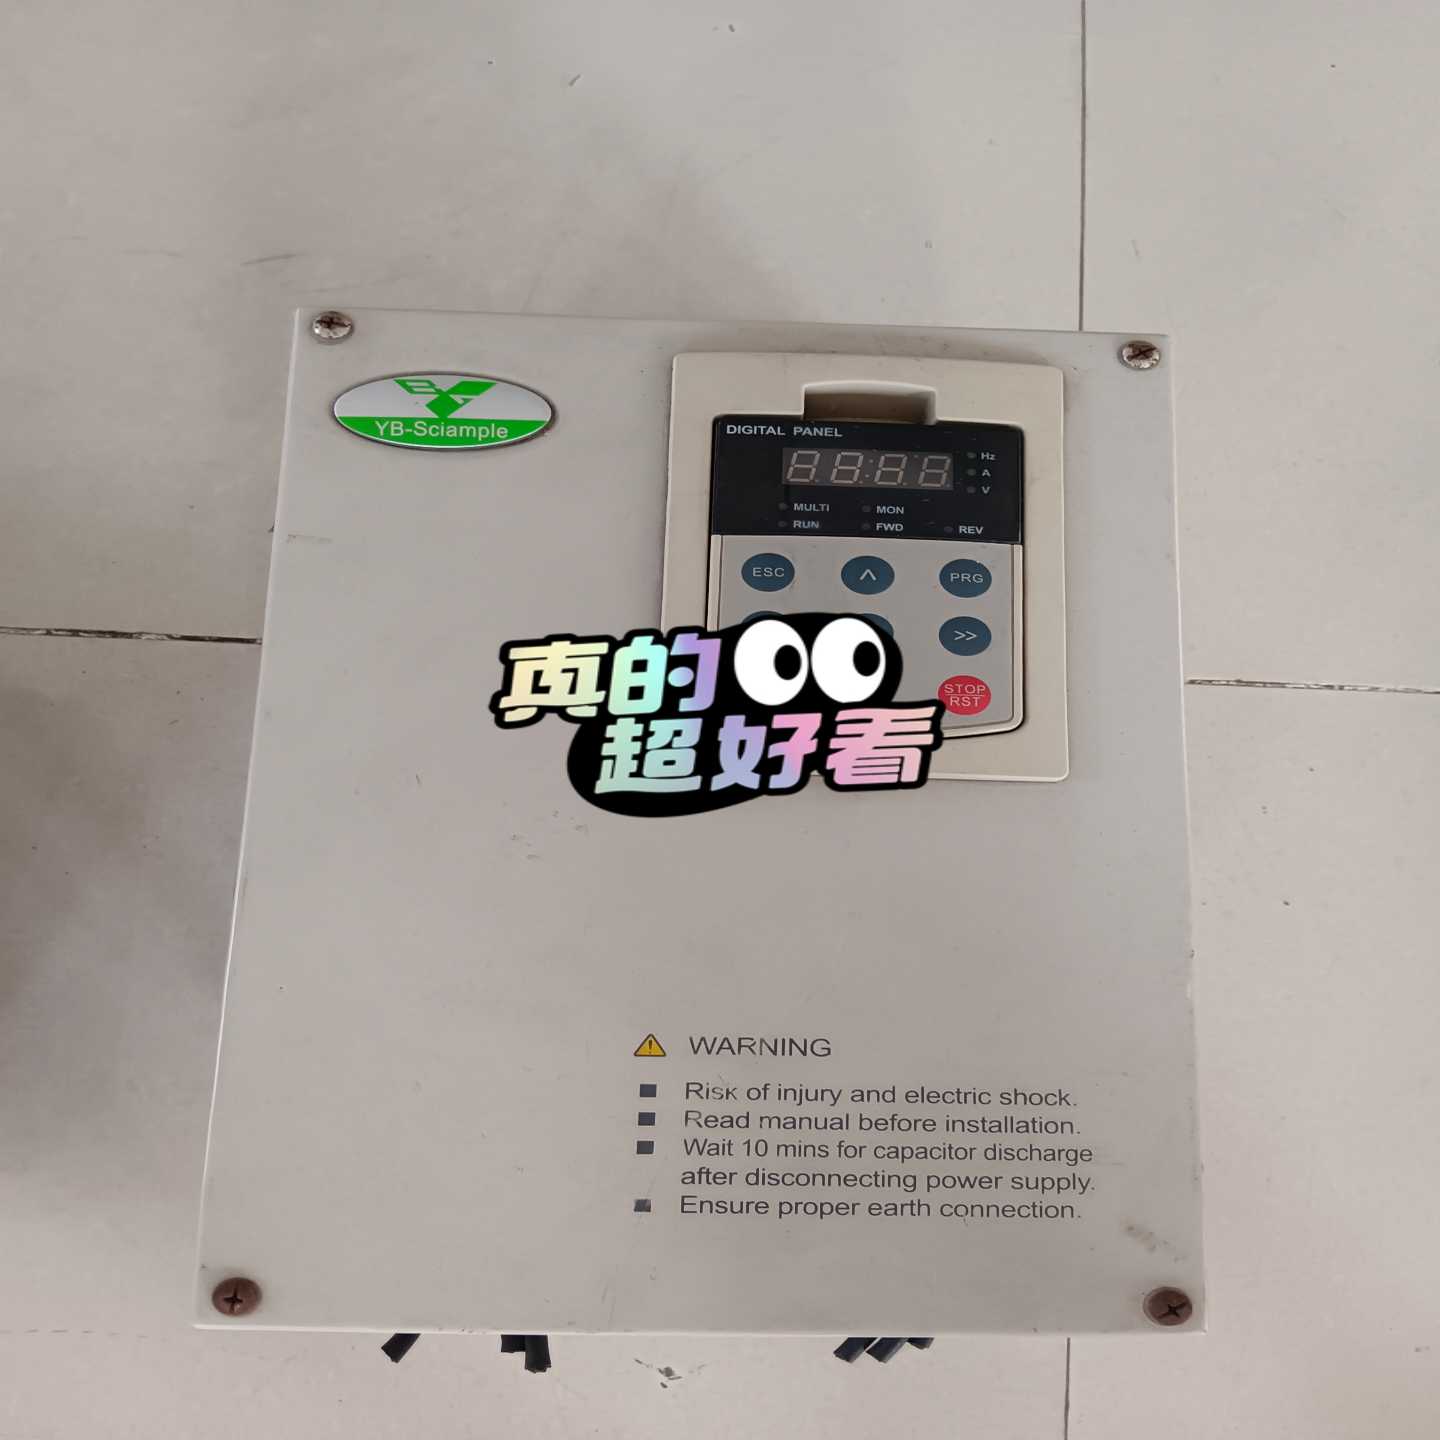 YB-Sciample
DIGITAL PANEL
8.8:8.8.
Hz
A
V
MULTI
MON
RUN
FWD
REV
ESC
∧
PRG
>>
STOP
RST
真的
超好看
WARNING
Risk of injury and electric shock.
Read manual before installation.
Wait 10 mins for capacitor discharge
after disconnecting power supply.
Ensure proper earth connection.